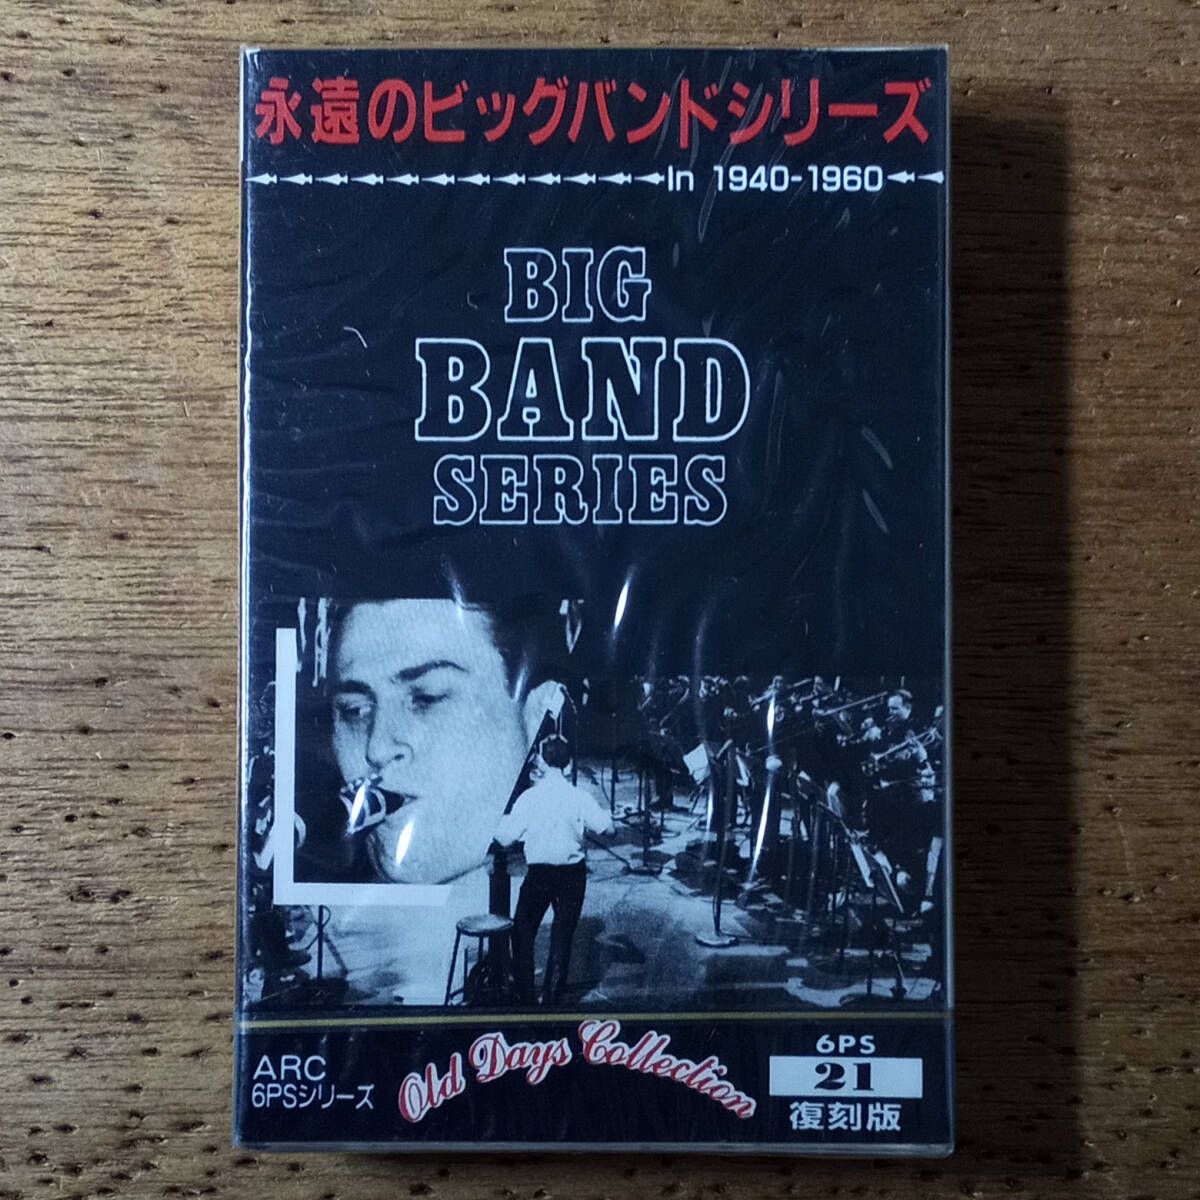 永遠のビッグバンドシリーズ
In 1940-1960
BIG
BAND
SERIES
ARC
6PSシリーズ
Old Days Collection
6PS
21
復刻版